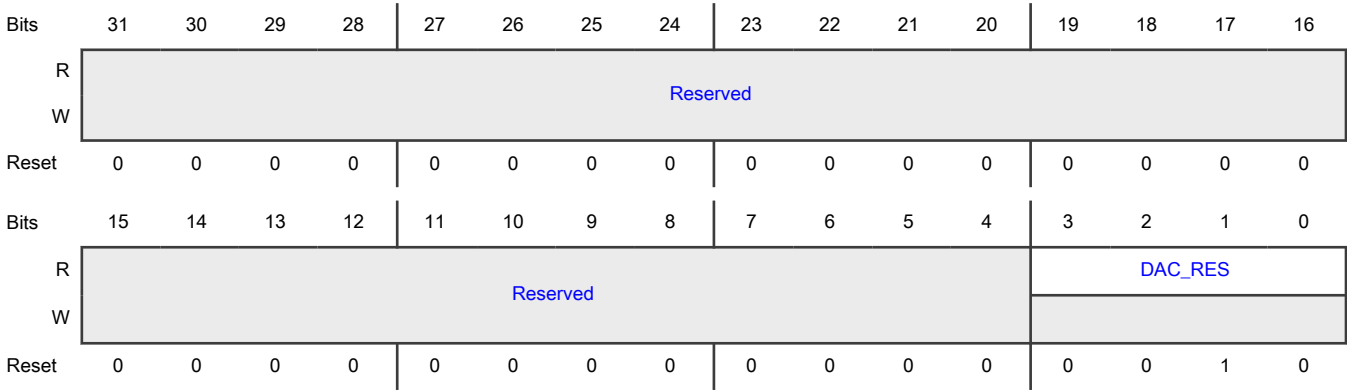 Bits 31 30 29 28 27 26 25 24 23 22 21 20 19 18 17 16
R
Reserved
W
Reset 0 0 0 0 0 0 0 0 0 0 0 0 0 0 0 0
Bits 15 14 13 12 11 10 9 8 7 6 5 4 3 2 1 0
R DAC_RES
Reserved
W
Reset 0 0 0 0 0 0 0 0 0 0 0 0 0 0 1 0